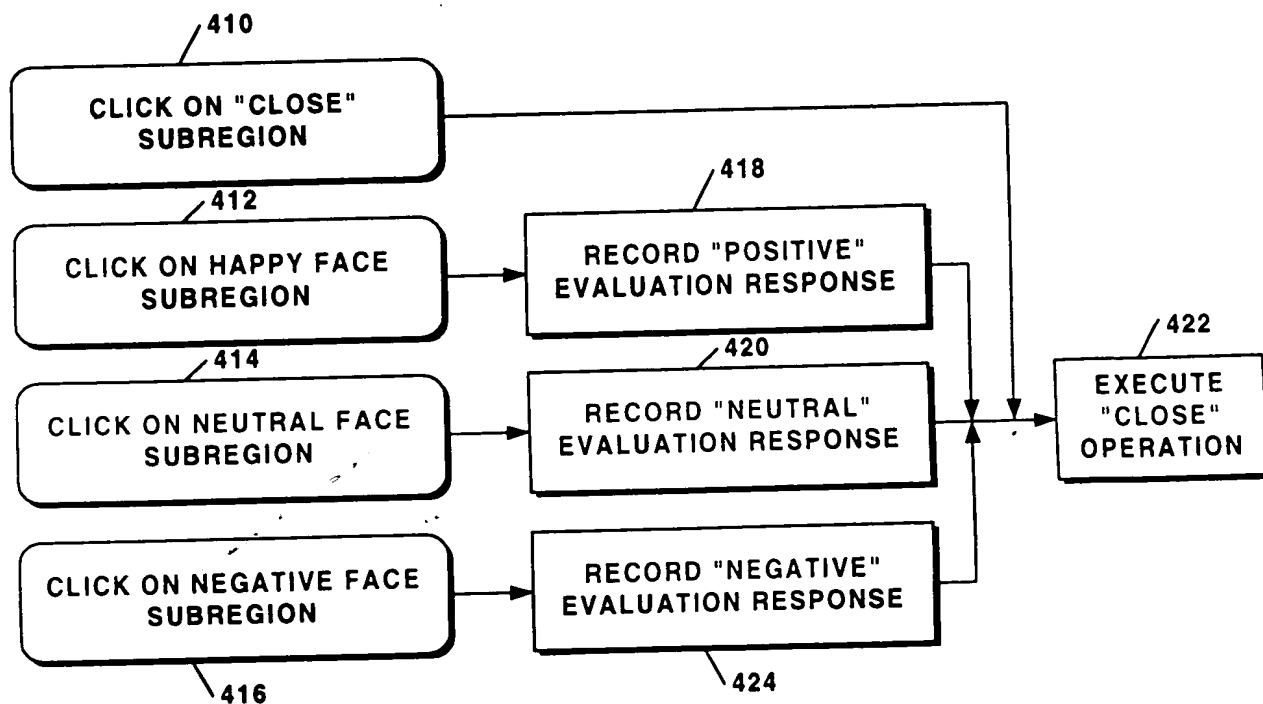 410
CLICK ON "CLOSE"
SUBREGION
412
CLICK ON HAPPY FACE
SUBREGION
418
RECORD "POSITIVE"
EVALUATION RESPONSE
414
CLICK ON NEUTRAL FACE
SUBREGION
420
RECORD "NEUTRAL"
EVALUATION RESPONSE
422
EXECUTE
"CLOSE"
OPERATION
CLICK ON NEGATIVE FACE
SUBREGION
416
RECORD "NEGATIVE"
EVALUATION RESPONSE
424